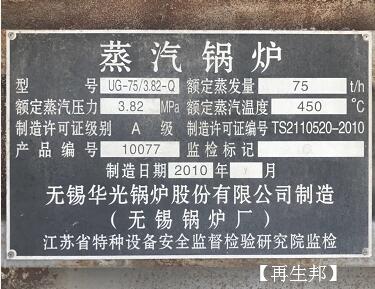 蒸汽锅炉
型 号 UG-75/3.82-Q 额定蒸发量 75 t/h
额定蒸汽压力 3.82 MPa 额定蒸汽温度 450 ℃
制造许可证级别 A 级 制造许可证编号 TS2110520-2010
产品编号 10077 监检标记
制造日期 2010 年 月
无锡华光锅炉股份有限公司制造
(无锡锅炉厂)
江苏省特种设备安全监督检验研究院监检
【再生邦】